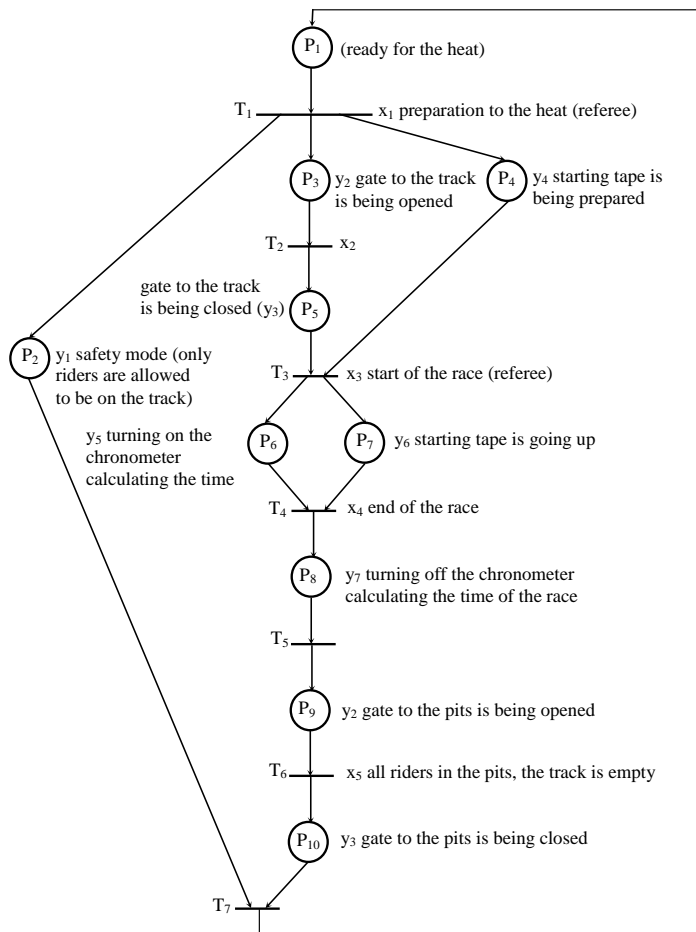 P₁ (ready for the heat)
T₁ x₁ preparation to the heat (referee)
P₃ y₂ gate to the track
is being opened
P₄ y₄ starting tape is
being prepared
T₂ x₂
gate to the track
is being closed (y₃) P₅
P₂ y₁ safety mode (only
riders are allowed
to be on the track)
T₃ x₃ start of the race (referee)
y₅ turning on the
chronometer
calculating the time
P₆ P₇ y₆ starting tape is going up
T₄ x₄ end of the race
P₈ y₇ turning off the chronometer
calculating the time of the race
T₅
P₉ y₂ gate to the pits is being opened
T₆ x₅ all riders in the pits, the track is empty
P₁₀ y₃ gate to the pits is being closed
T₇